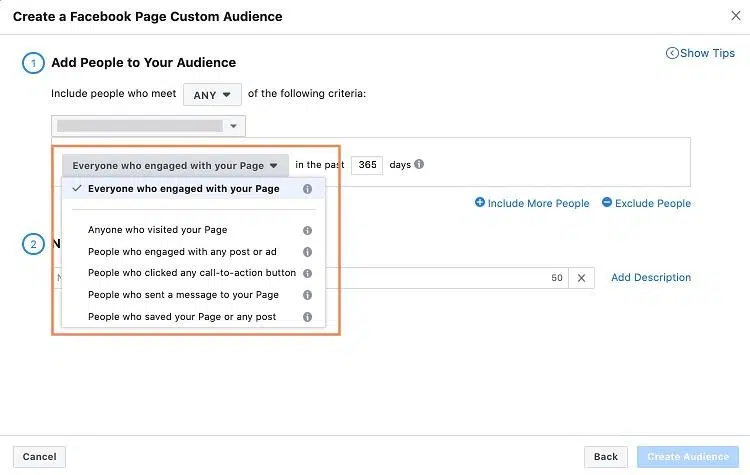 Create a Facebook Page Custom Audience
Show Tips
1 Add People to Your Audience
Include people who meet ANY of the following criteria:
Everyone who engaged with your Page in the past 365 days
Everyone who engaged with your Page
Anyone who visited your Page
People who engaged with any post or ad
People who clicked any call-to-action button
People who sent a message to your Page
People who saved your Page or any post
Include More People Exclude People
2 N
50 Add Description
Cancel Back Create Audience